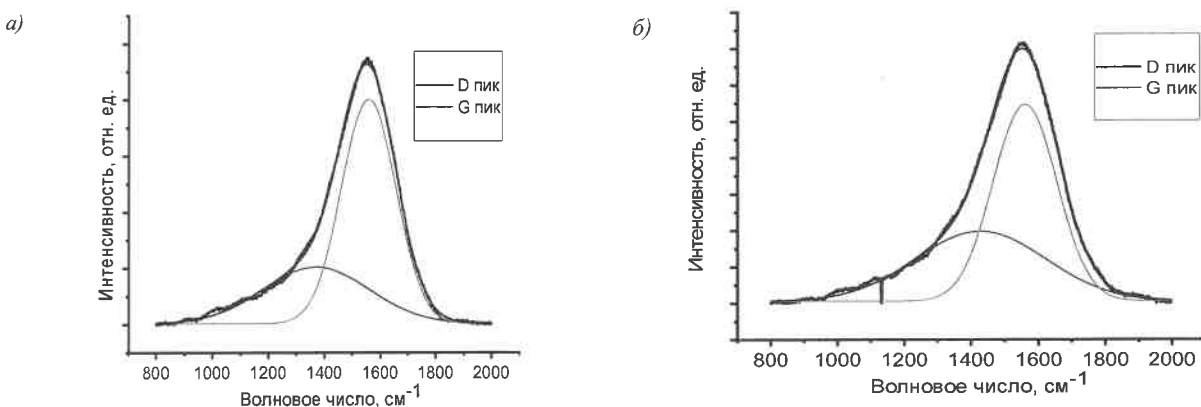 а)
Интенсивность, отн. ед.
D пик
G пик
800 1000 1200 1400 1600 1800 2000
Волновое число, см⁻¹
б)
Интенсивность, отн. ед.
D пик
G пик
800 1000 1200 1400 1600 1800 2000
Волновое число, см⁻¹